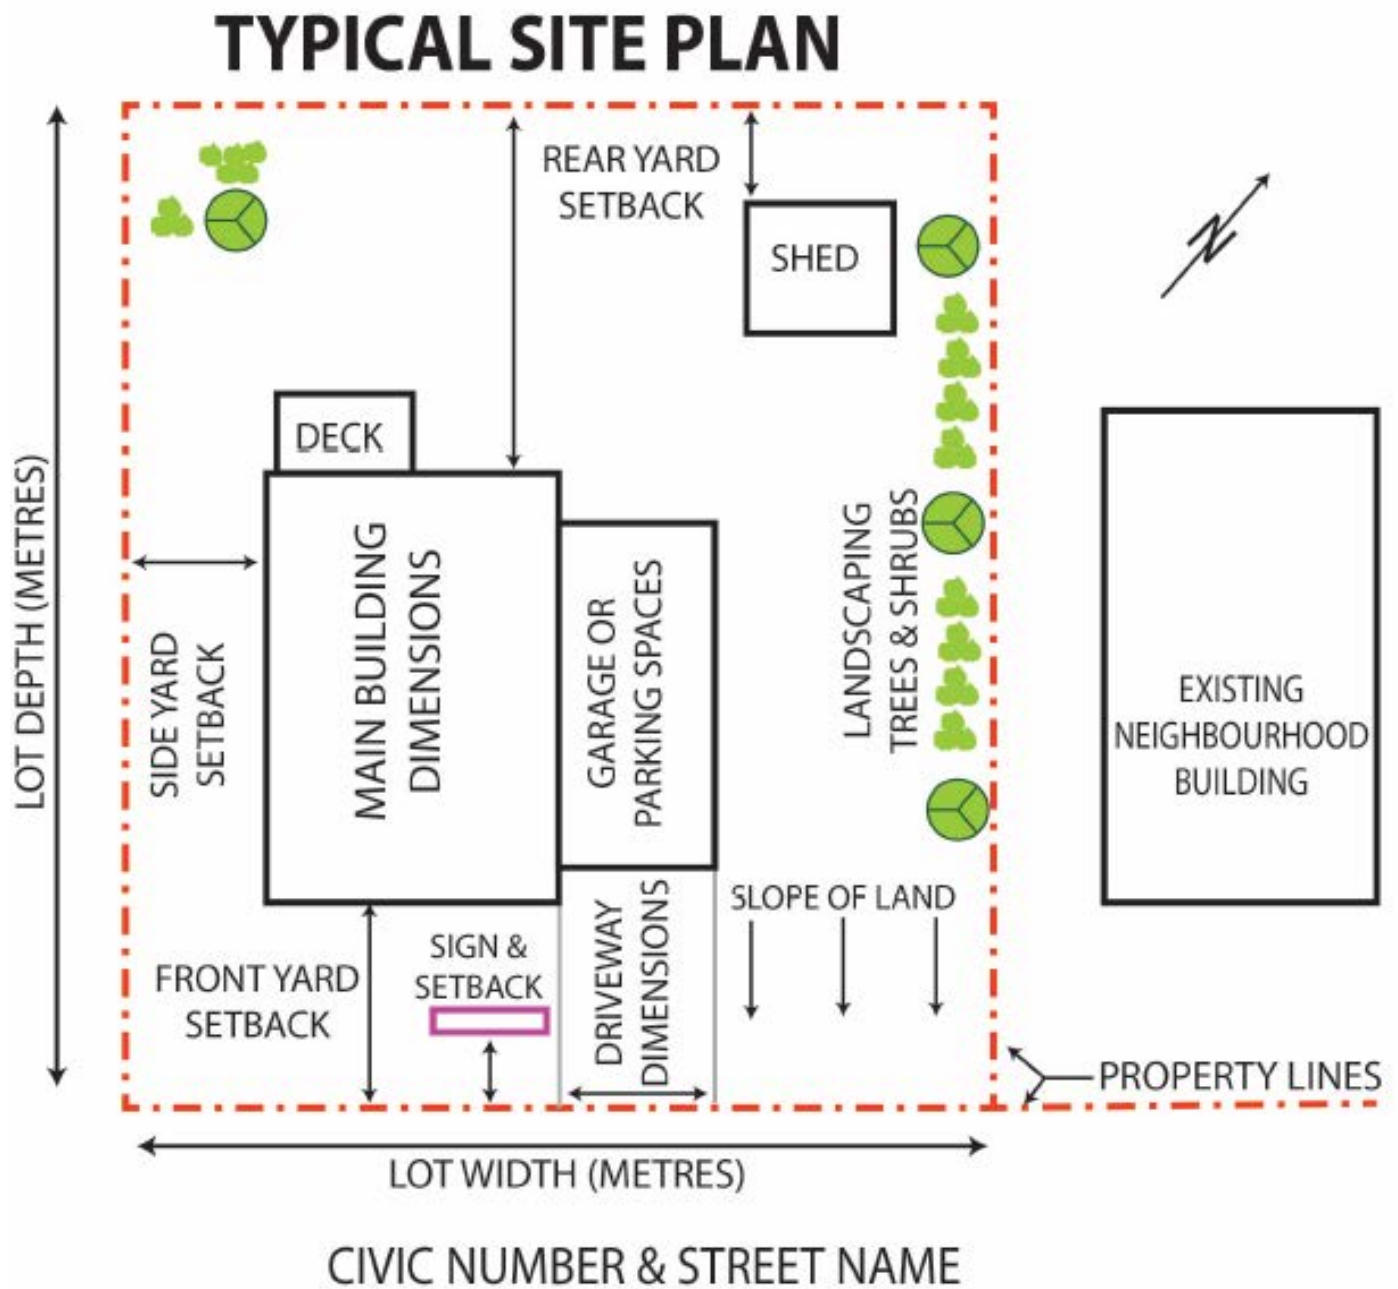 TYPICAL SITE PLAN
REAR YARD
SETBACK
SHED
N
DECK
LOT DEPTH (METRES)
SIDE YARD
SETBACK
MAIN BUILDING
DIMENSIONS
GARAGE OR
PARKING SPACES
LANDSCAPING
TREES & SHRUBS
EXISTING
NEIGHBOURHOOD
BUILDING
SLOPE OF LAND
FRONT YARD
SETBACK
SIGN &
SETBACK
DRIVEWAY
DIMENSIONS
PROPERTY LINES
LOT WIDTH (METRES)
CIVIC NUMBER & STREET NAME